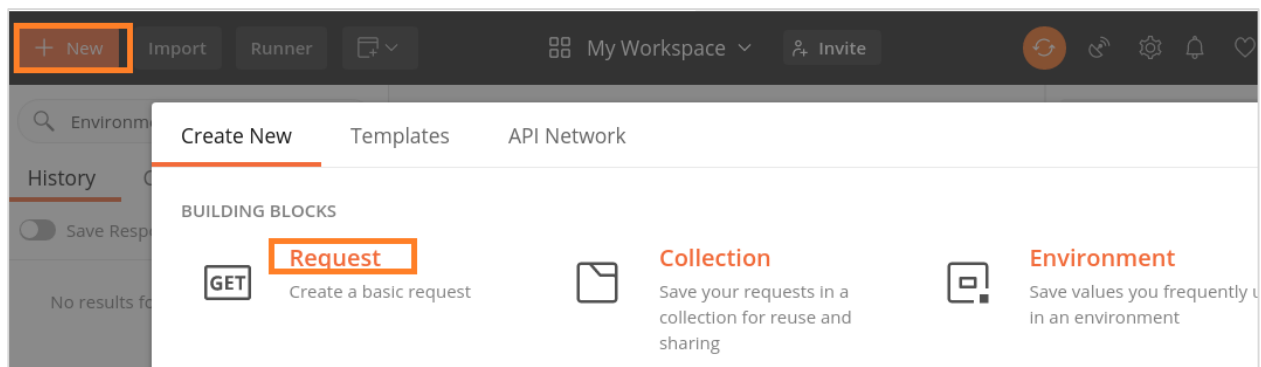 + New Import Runner My Workspace Invite
Environm
Create New Templates API Network
History
BUILDING BLOCKS
Save Resp
Request Collection Environment
GET
Create a basic request Save your requests in a Save values you frequently
No results fo collection for reuse and in an environment
sharing